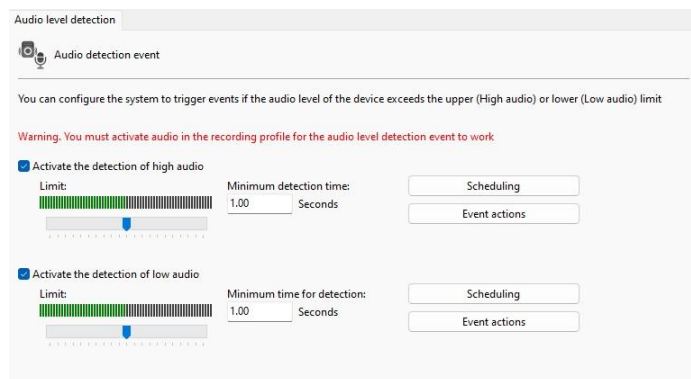 Audio level detection
Audio detection event
You can configure the system to trigger events if the audio level of the device exceeds the upper (High audio) or lower (Low audio) limit
Warning. You must activate audio in the recording profile for the audio level detection event to work
Activate the detection of high audio
Limit: Minimum detection time: Scheduling
1.00 Seconds
Event actions
Activate the detection of low audio
Limit: Minimum time for detection: Scheduling
1.00 Seconds
Event actions